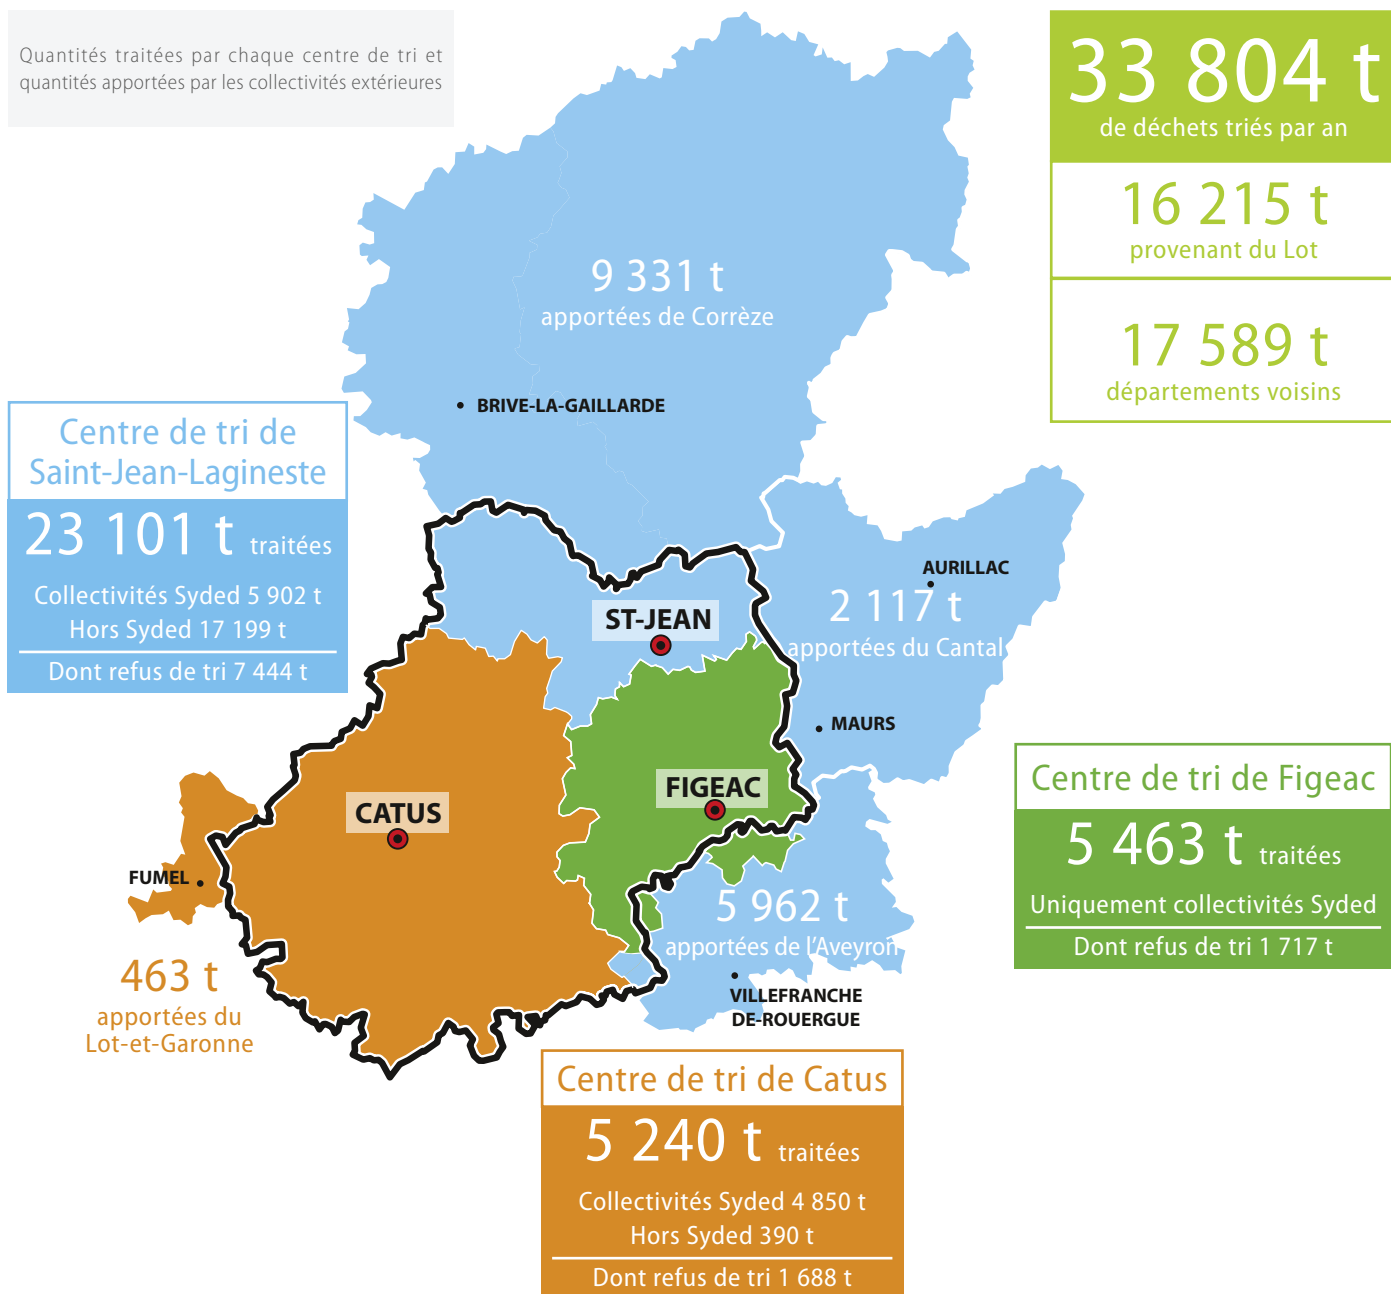 Quantités traitées par chaque centre de tri et
quantités apportées par les collectivités extérieures
33 804 t
de déchets triés par an
16 215 t
provenant du Lot
17 589 t
départements voisins
9 331 t
apportées de Corrèze
BRIVE-LA-GAILLARDE
Centre de tri de
Saint-Jean-Lagineste
23 101 t traitées
Collectivités Syded 5 902 t
Hors Syded 17 199 t
Dont refus de tri 7 444 t
AURILLAC
2 117 t
apportées du Cantal
ST-JEAN
MAURS
FIGEAC
CATUS
Centre de tri de Figeac
5 463 t traitées
Uniquement collectivités Syded
Dont refus de tri 1 717 t
FUMEL
5 962 t
apportées de l'Aveyron
463 t
apportées du
Lot-et-Garonne
VILLEFRANCHE
DE-ROUERGUE
Centre de tri de Catus
5 240 t traitées
Collectivités Syded 4 850 t
Hors Syded 390 t
Dont refus de tri 1 688 t